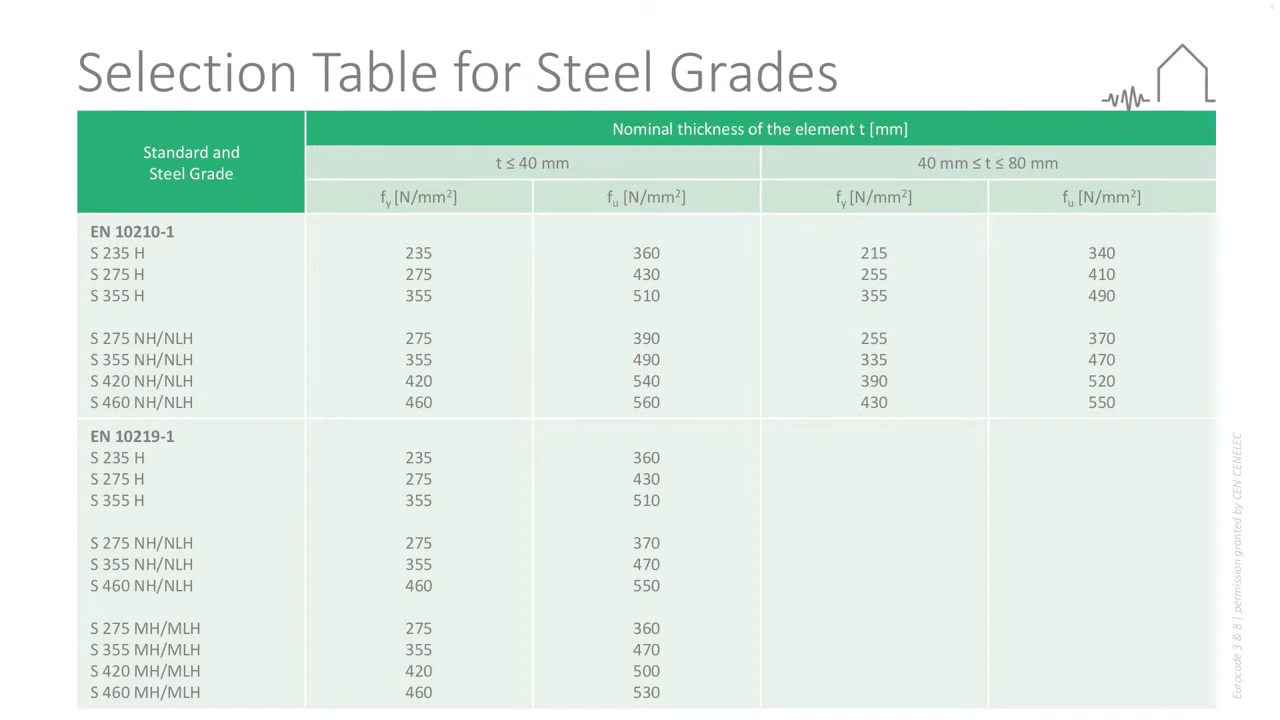 Selection Table for Steel Grades
Standard and
Steel Grade
Nominal thickness of the element t [mm]
t ≤ 40 mm
40 mm ≤ t ≤ 80 mm
fy [N/mm²]
fu [N/mm²]
fy [N/mm²]
fu [N/mm²]
EN 10210-1
S 235 H 235 360 215 340
S 275 H 275 430 255 410
S 355 H 355 510 355 490
S 275 NH/NLH 275 390 255 370
S 355 NH/NLH 355 490 335 470
S 420 NH/NLH 420 540 390 520
S 460 NH/NLH 460 560 430 550
EN 10219-1
S 235 H 235 360
S 275 H 275 430
S 355 H 355 510
S 275 NH/NLH 275 370
S 355 NH/NLH 355 470
S 460 NH/NLH 460 550
S 275 MH/MLH 275 360
S 355 MH/MLH 355 470
S 420 MH/MLH 420 500
S 460 MH/MLH 460 530
Eurocode 3 & 8 | permission granted by CEN CENELEC